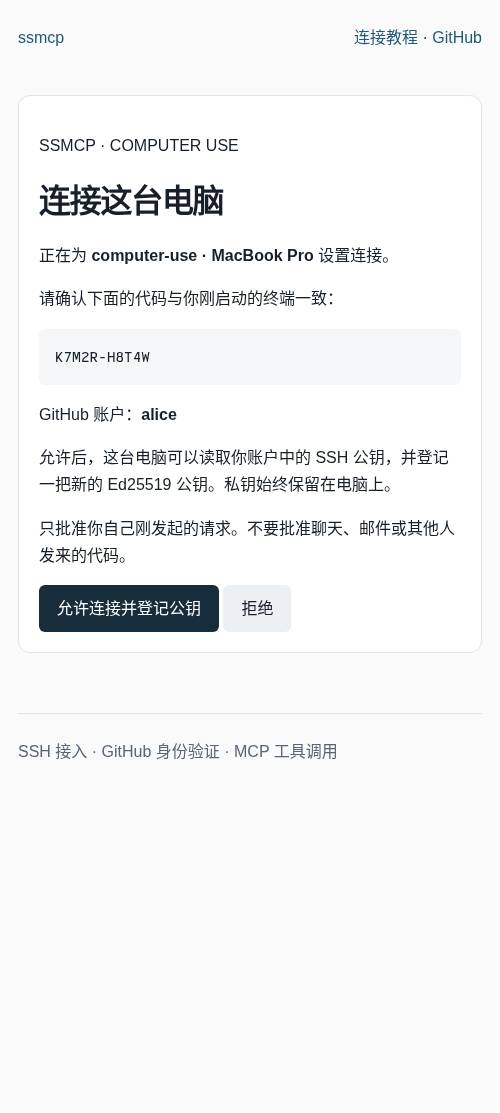 ssmcp
连接教程 · GitHub
SSMCP · COMPUTER USE
连接这台电脑
正在为 computer-use · MacBook Pro 设置连接。
请确认下面的代码与你刚启动的终端一致：
K7M2R-H8T4W
GitHub 账户：alice
允许后，这台电脑可以读取你账户中的 SSH 公钥，并登记
一把新的 Ed25519 公钥。私钥始终保留在电脑上。
只批准你自己刚发起的请求。不要批准聊天、邮件或其他人
发来的代码。
允许连接并登记公钥
拒绝
SSH 接入 · GitHub 身份验证 · MCP 工具调用